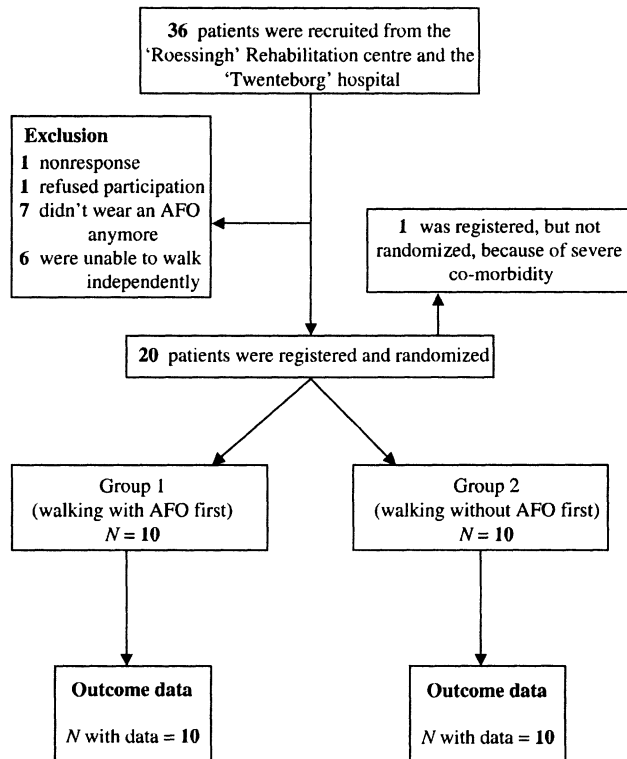 36 patients were recruited from the
‘Roessingh’ Rehabilitation centre and the
‘Twenteborg’ hospital
Exclusion
1 nonresponse
1 refused participation
7 didn’t wear an AFO
anymore
6 were unable to walk
independently
1 was registered, but not
randomized, because of severe
co-morbidity
20 patients were registered and randomized
Group 1
(walking with AFO first)
N = 10
Group 2
(walking without AFO first)
N = 10
Outcome data
N with data = 10
Outcome data
N with data = 10